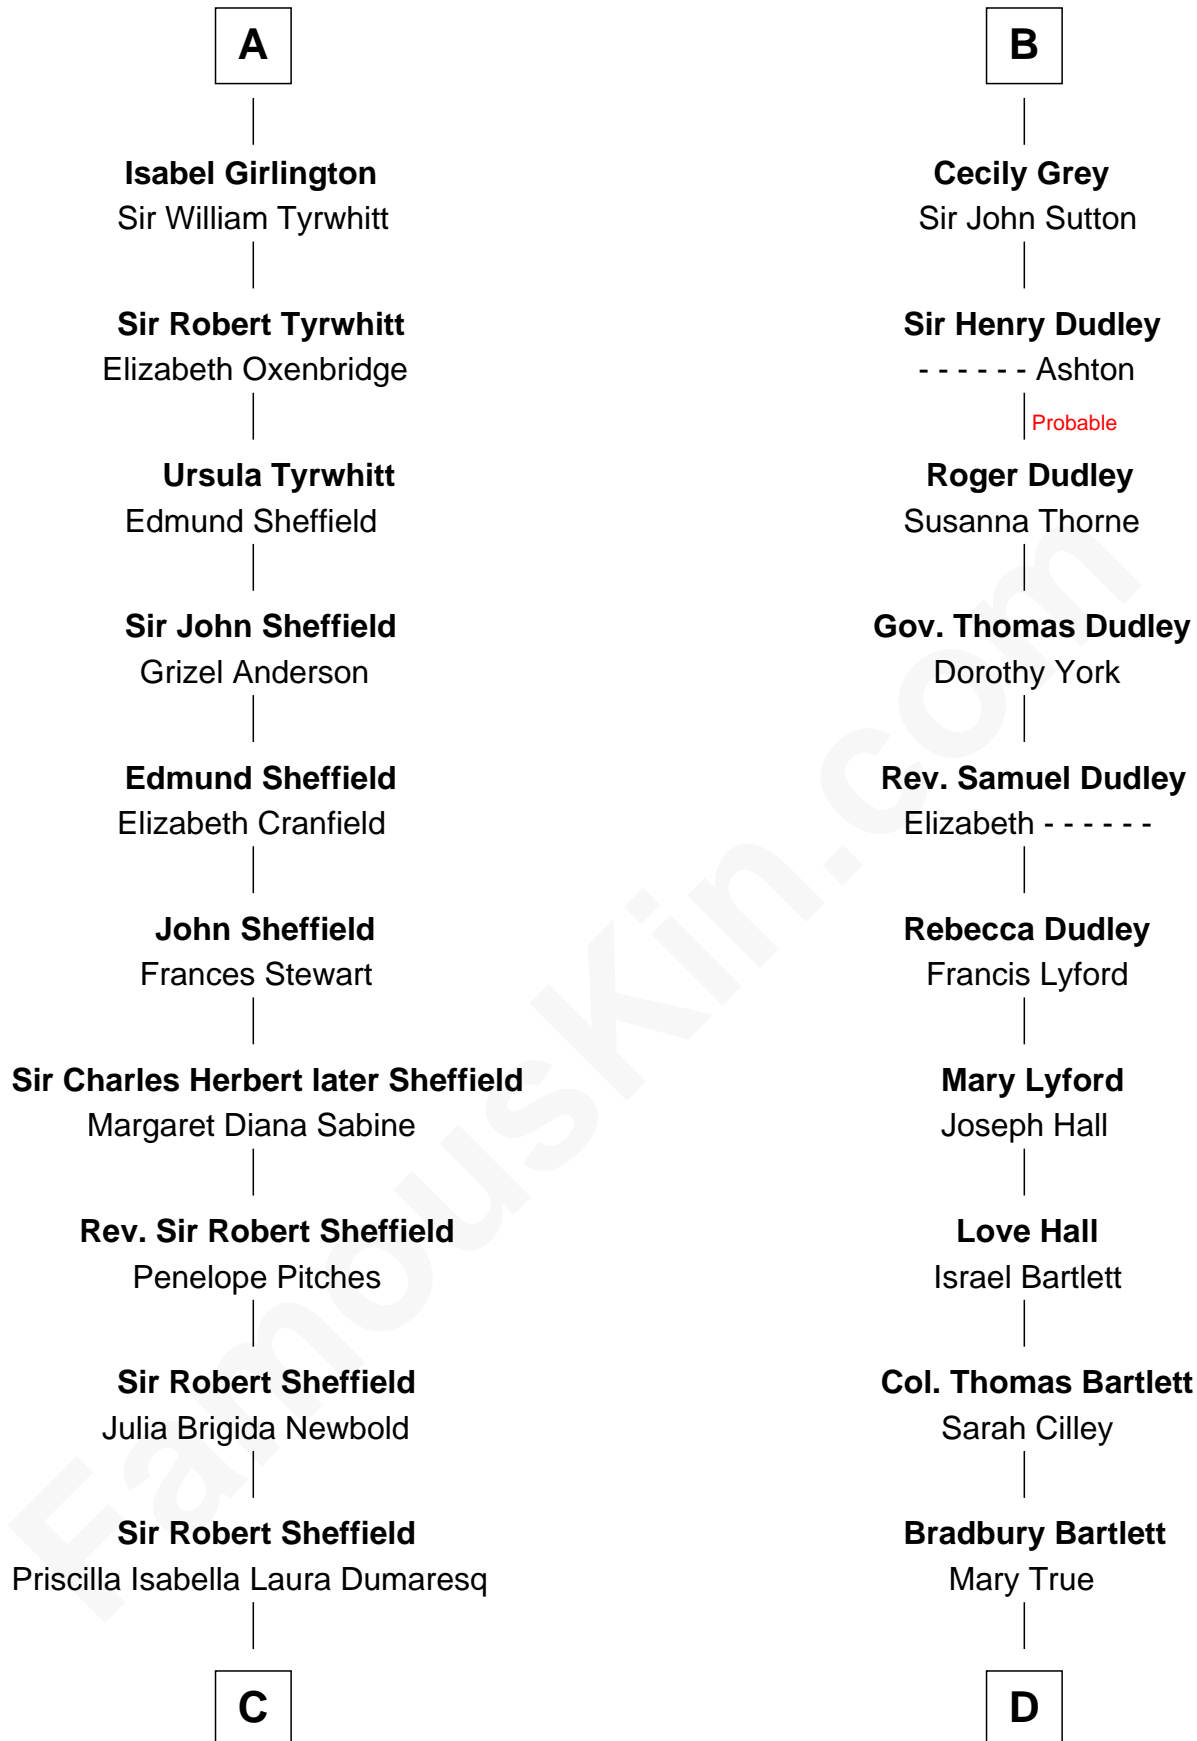 A
Isabel Girlington
Sir William Tyrwhitt
Sir Robert Tyrwhitt
Elizabeth Oxenbridge
Ursula Tyrwhitt
Edmund Sheffield
Sir John Sheffield
Grizel Anderson
Edmund Sheffield
Elizabeth Cranfield
John Sheffield
Frances Stewart
Sir Charles Herbert later Sheffield
Margaret Diana Sabine
Rev. Sir Robert Sheffield
Penelope Pitches
Sir Robert Sheffield
Julia Brigida Newbold
Sir Robert Sheffield
Priscilla Isabella Laura Dumaresq
C
B
Cecily Grey
Sir John Sutton
Sir Henry Dudley
- - - - - - Ashton
Probable
Roger Dudley
Susanna Thorne
Gov. Thomas Dudley
Dorothy York
Rev. Samuel Dudley
Elizabeth - - - - - -
Rebecca Dudley
Francis Lyford
Mary Lyford
Joseph Hall
Love Hall
Israel Bartlett
Col. Thomas Bartlett
Sarah Cilley
Bradbury Bartlett
Mary True
D
FamousKin.com